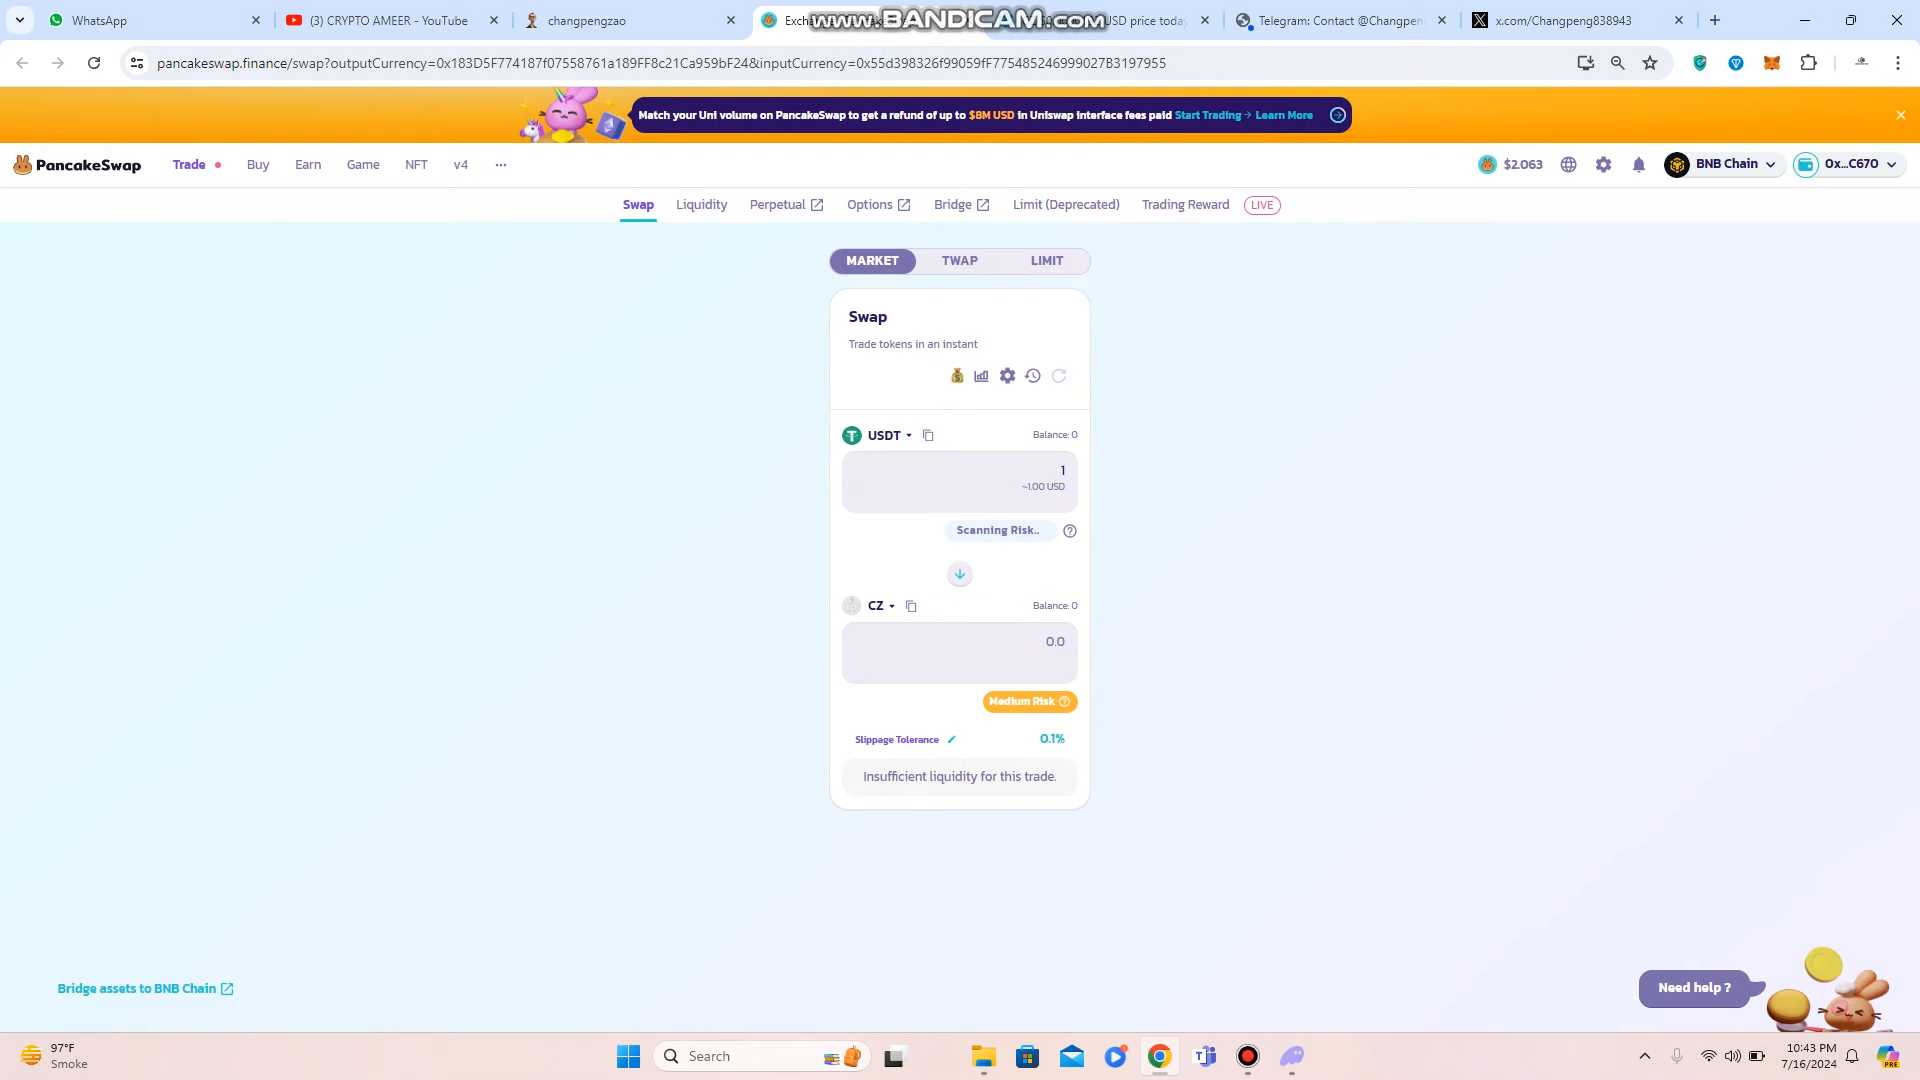 WhatsApp
(3) CRYPTO AMEER - YouTube
changpengzao
www.BANDICAM.com
USD price today
Telegram: Contact @Changpen
x.com/Changpeng838943
pancakeswap.finance/swap?outputCurrency=0x183D5F774187f07558761a189FF8c21Ca959bF24&inputCurrency=0x55d398326f99059fF775485246999027B3197955
Match your Uni volume on PancakeSwap to get a refund of up to $8M USD in Uniswap interface fees paid Start Trading Learn More
PancakeSwap
Trade
Buy
Earn
Game
NFT
v4
$2.063
BNB Chain
0x...C670
Swap
Liquidity
Perpetual
Options
Bridge
Limit (Deprecated)
Trading Reward
LIVE
MARKET
TWAP
LIMIT
Swap
Trade tokens in an instant
USDT
Balance: 0
1
~1.00 USD
Scanning Risk..
CZ
Balance: 0
0.0
Medium Risk
Slippage Tolerance
0.1%
Insufficient liquidity for this trade.
Bridge assets to BNB Chain
Need help ?
97°F
Smoke
Search
10:43 PM
7/16/2024
PRE